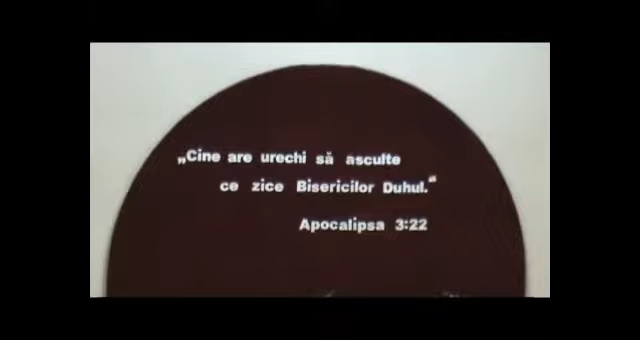 „Cine are urechi să asculte
ce zice Bisericilor Duhul.“
Apocalipsa 3:22